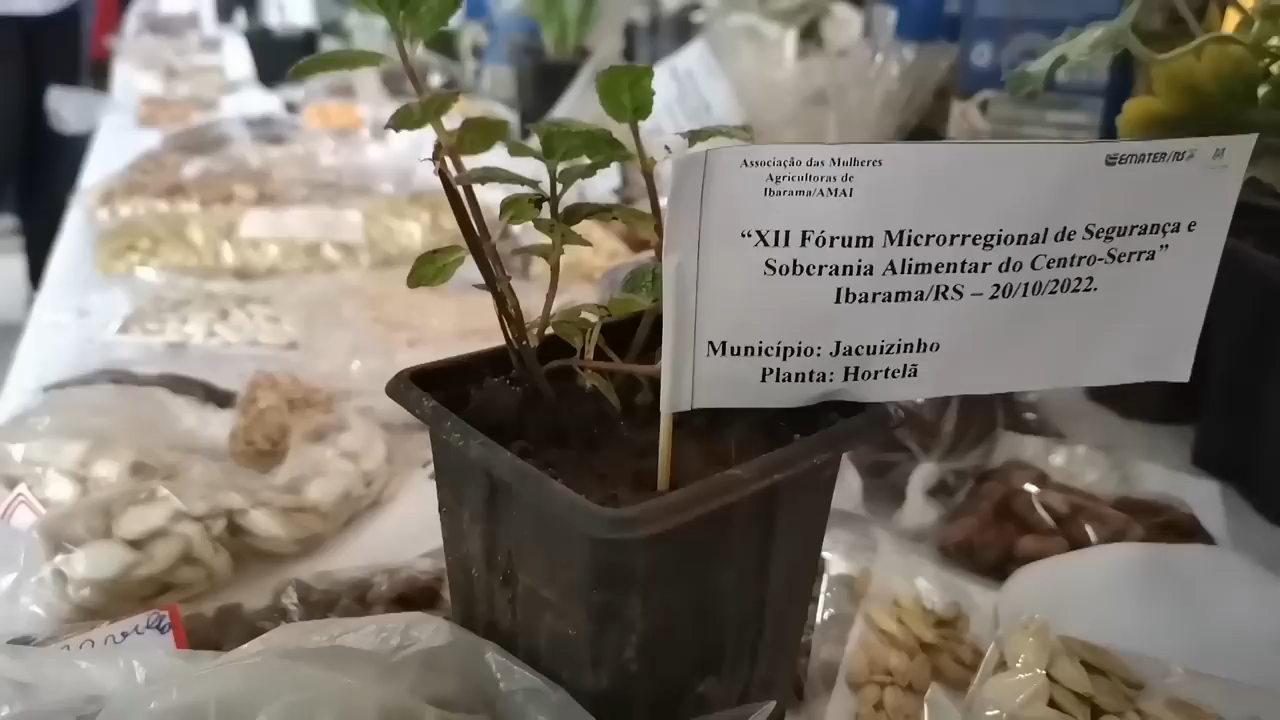 Associação das Mulheres
Agricultoras de
Ibarama/AMAI
EMATER/RS
“XII Fórum Microrregional de Segurança e
Soberania Alimentar do Centro-Serra”
Ibarama/RS – 20/10/2022.
Município: Jacuizinho
Planta: Hortelã